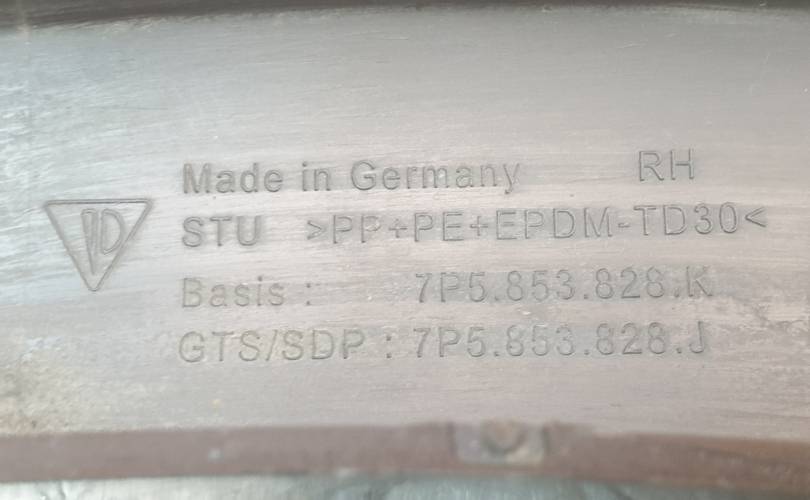 Made in Germany RH
STU >PP+PE+EPDM-TD30<
Basis : 7P5.853.828.K
GTS/SDP : 7P5.853.828.J